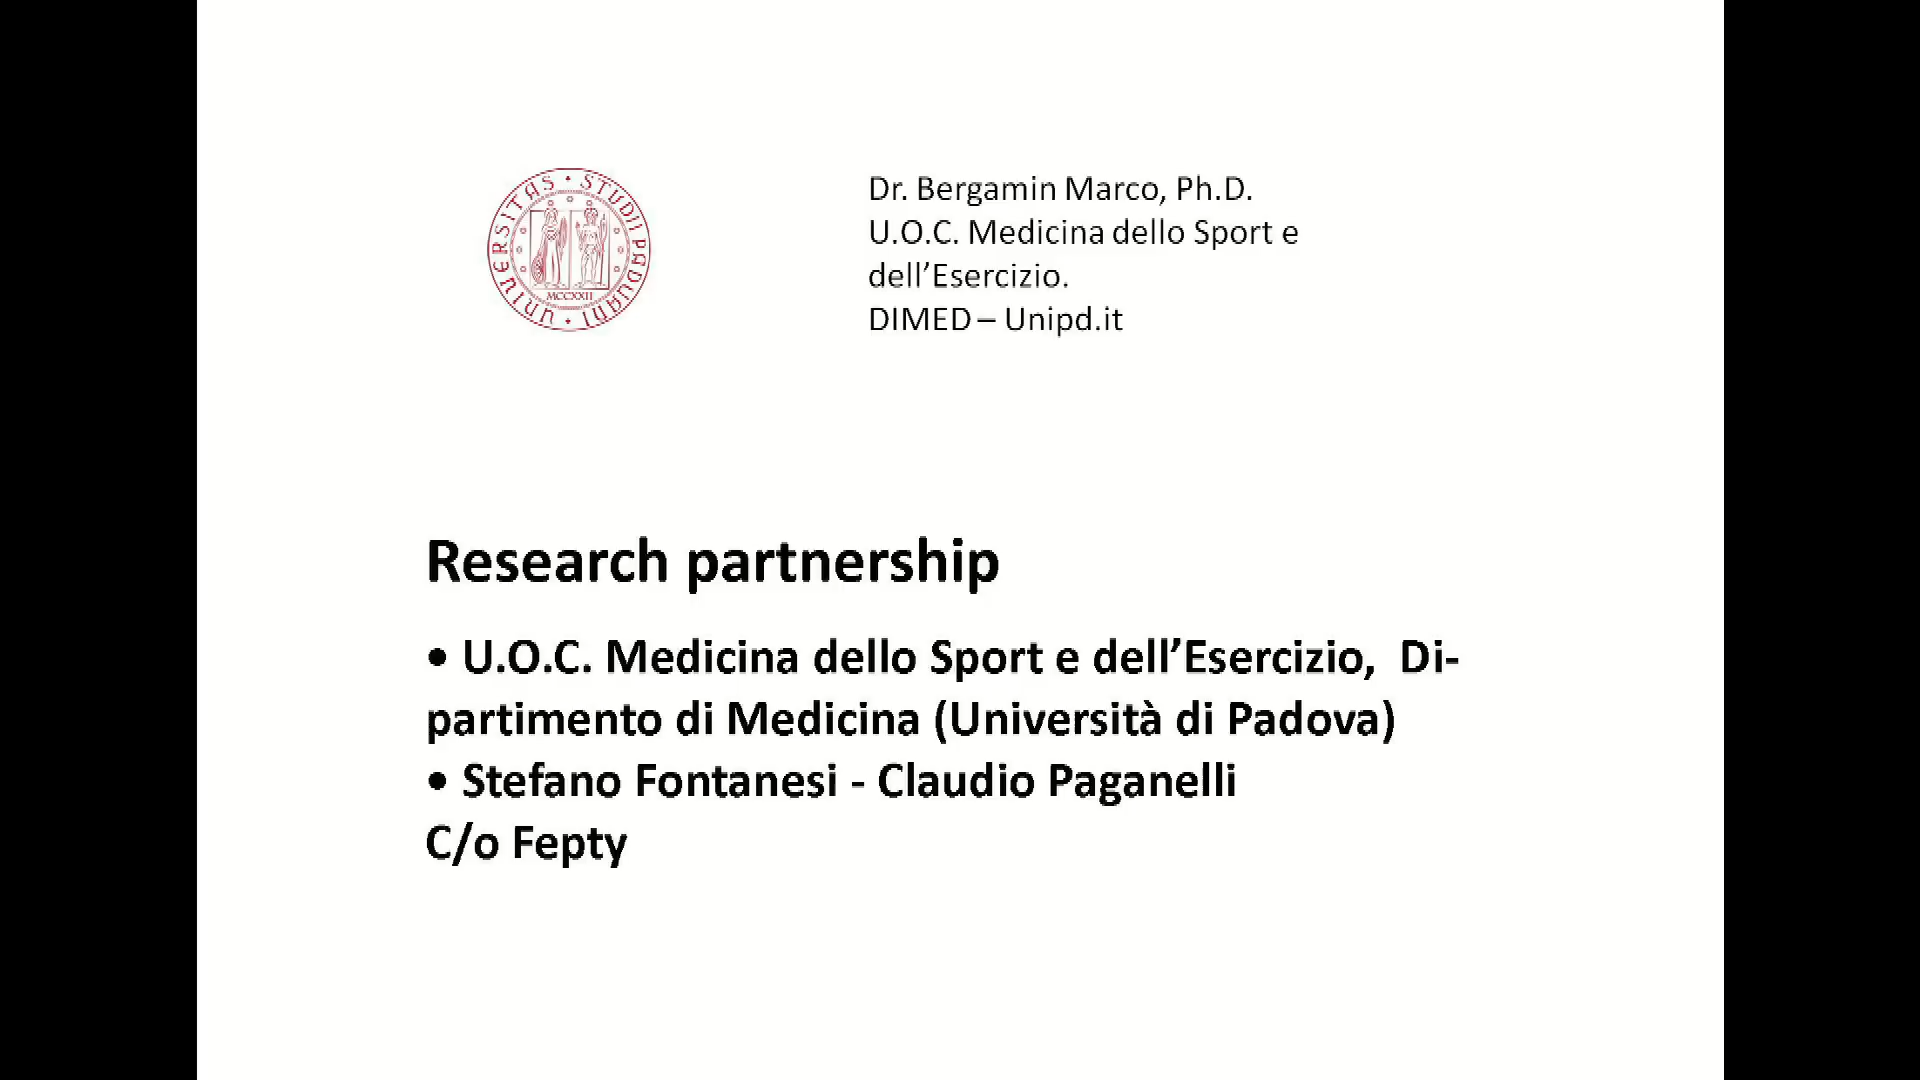 UNIVERSITAS STUDII PADUANI
MCCXXII
Dr. Bergamin Marco, Ph.D.
U.O.C. Medicina dello Sport e
dell’Esercizio.
DIMED – Unipd.it
Research partnership
• U.O.C. Medicina dello Sport e dell’Esercizio, Di-
partimento di Medicina (Università di Padova)
• Stefano Fontanesi - Claudio Paganelli
C/o Fepty